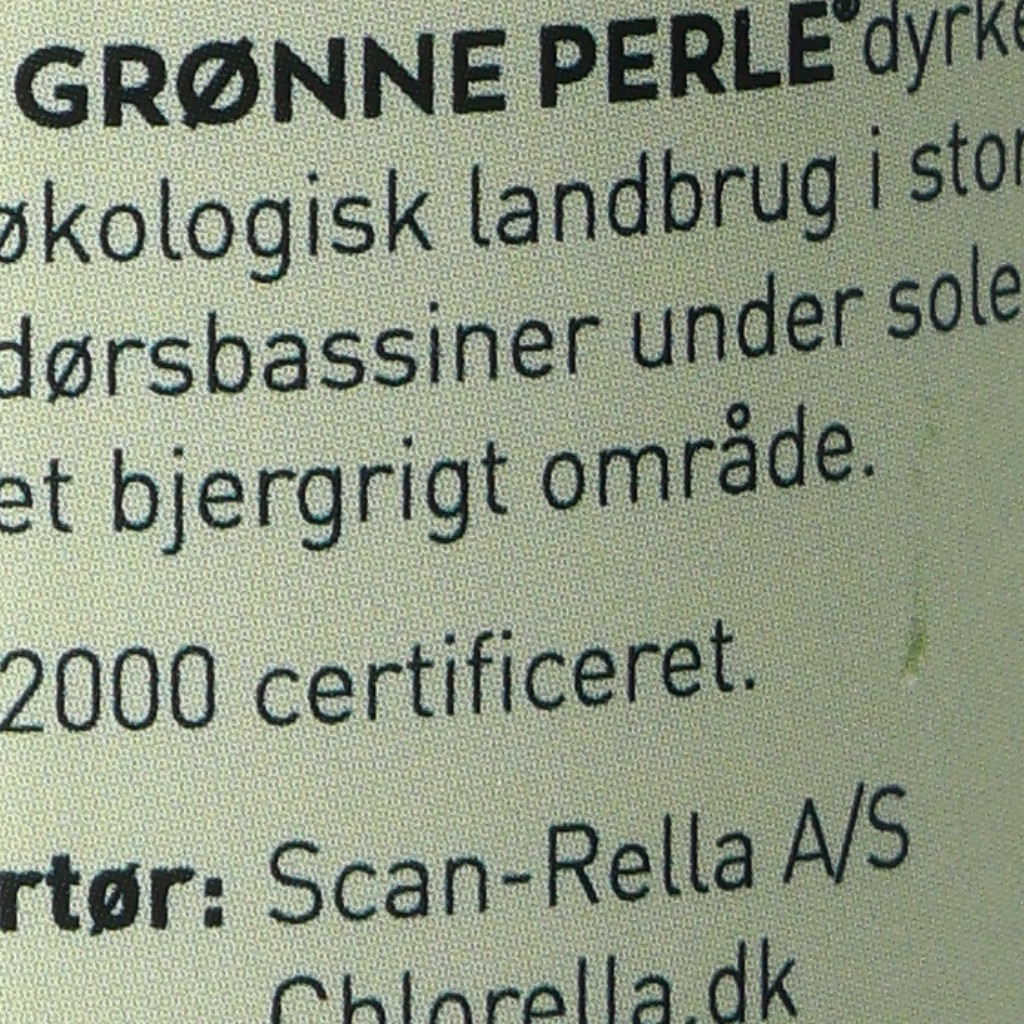 GRØNNE PERLE® dyrke
økologisk landbrug i stor
dørsbassiner under sole
et bjergrigt område.
2000 certificeret.
rtør: Scan-Rella A/S
Chlorella.dk